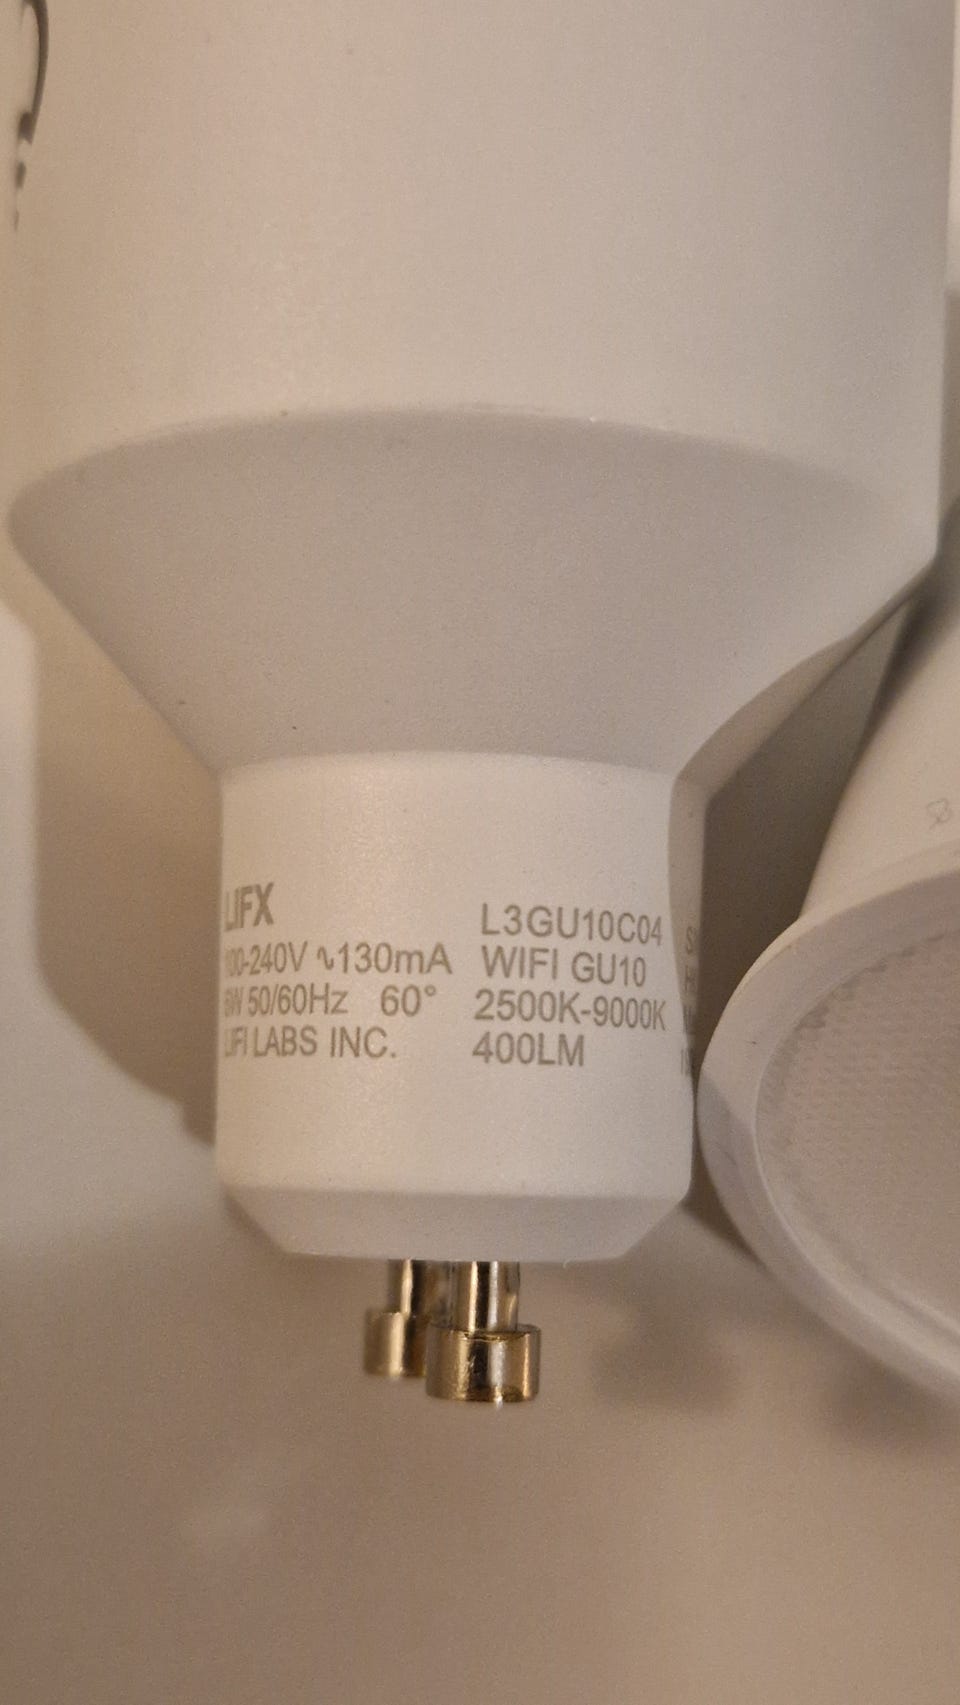 LIFX
100-240V ∿130mA
6W 50/60Hz 60°
LIFI LABS INC.
L3GU10C04
WIFI GU10
2500K-9000K
400LM